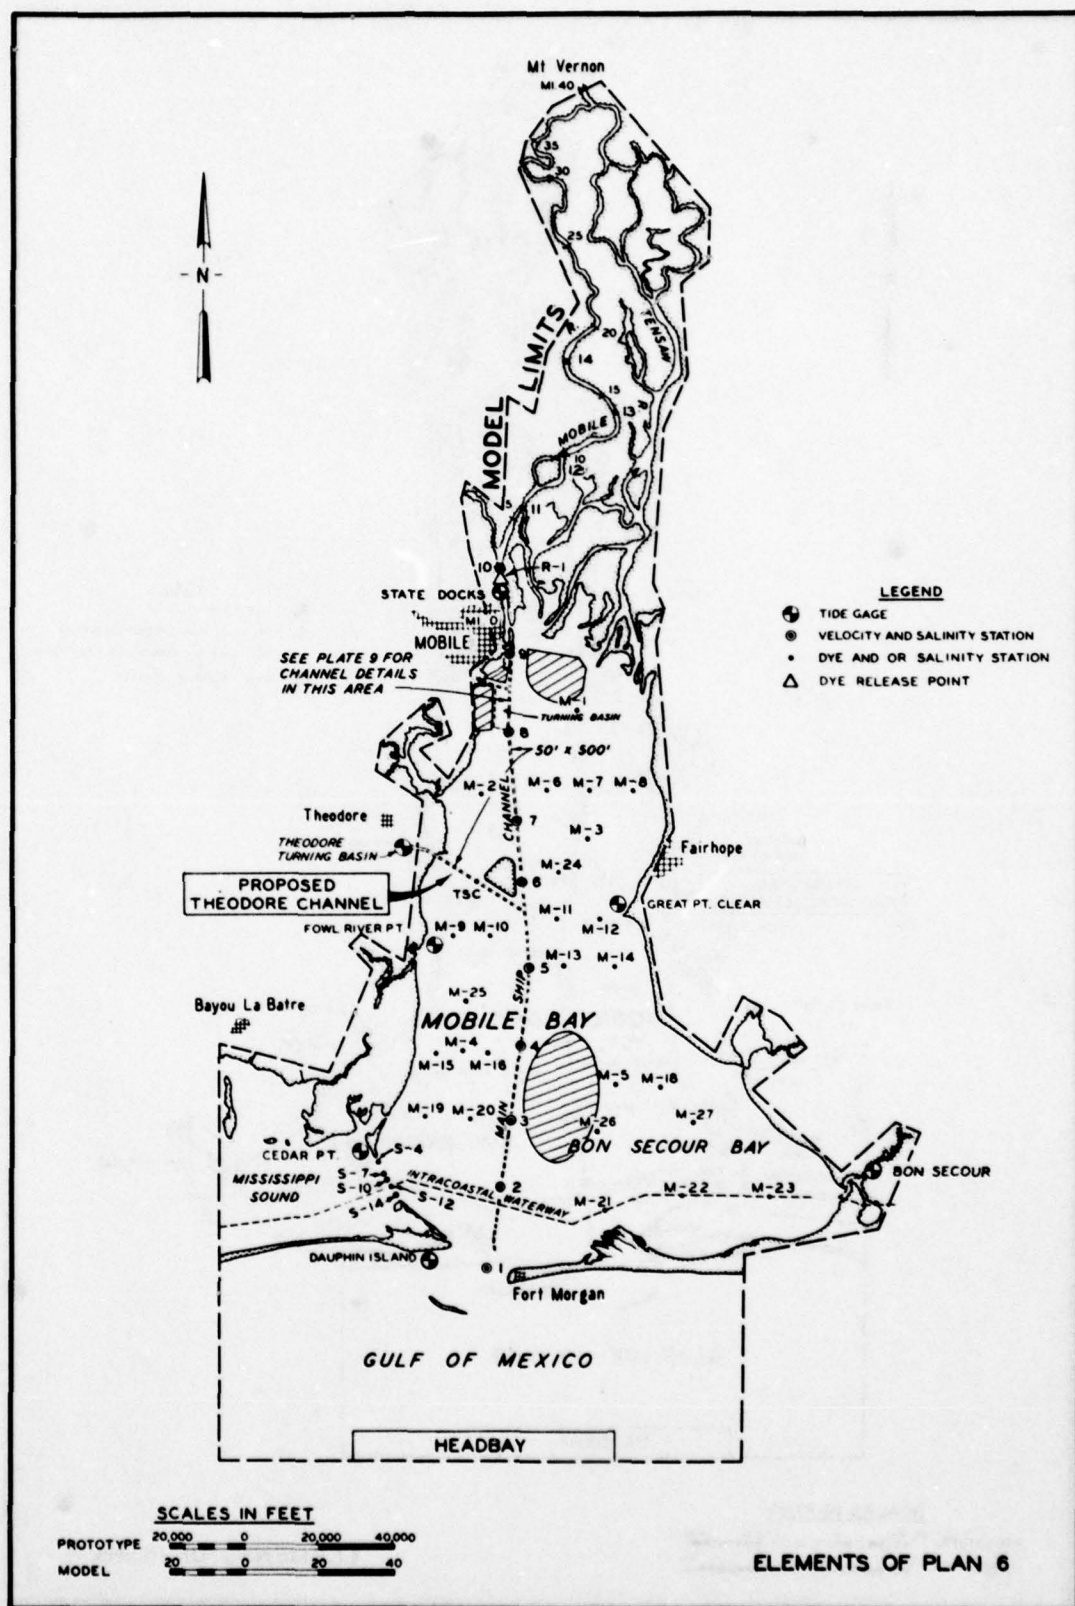 Mt Vernon
MI 40
35
30
25
N
MODEL LIMITS
R.
TENSAW
R
20
14
15
13
MOBILE
10
12
5
11
10
R-1
STATE DOCKS
MI 0
MOBILE
9
SEE PLATE 9 FOR
CHANNEL DETAILS
IN THIS AREA
M-1
TURNING BASIN
8
50' X 500'
M-2
M-6
M-7
M-8
CHANNEL
7
M-3
Theodore
THEODORE
TURNING BASIN
Fairhope
M-24
6
TSC
PROPOSED
THEODORE CHANNEL
GREAT PT. CLEAR
M-11
M-12
FOWL RIVER PT.
M-9
M-10
5
M-13
M-14
SHIP
M-25
Bayou La Batre
MOBILE BAY
4
M-4
M-15
M-16
M-5
M-18
M-19
M-20
MAIN
3
M-26
M-27
BON SECOUR BAY
CEDAR PT.
S-4
MISSISSIPPI
SOUND
S-7
S-10
S-1A
S-12
INTRACOASTAL WATERWAY
2
M-21
M-22
M-23
BON SECOUR
DAUPHIN ISLAND
1
Fort Morgan
GULF OF MEXICO
HEADBAY
LEGEND
TIDE GAGE
VELOCITY AND SALINITY STATION
DYE AND OR SALINITY STATION
DYE RELEASE POINT
SCALES IN FEET
PROTOTYPE 20,000 0 20,000 40,000
MODEL 20 0 20 40
ELEMENTS OF PLAN 6